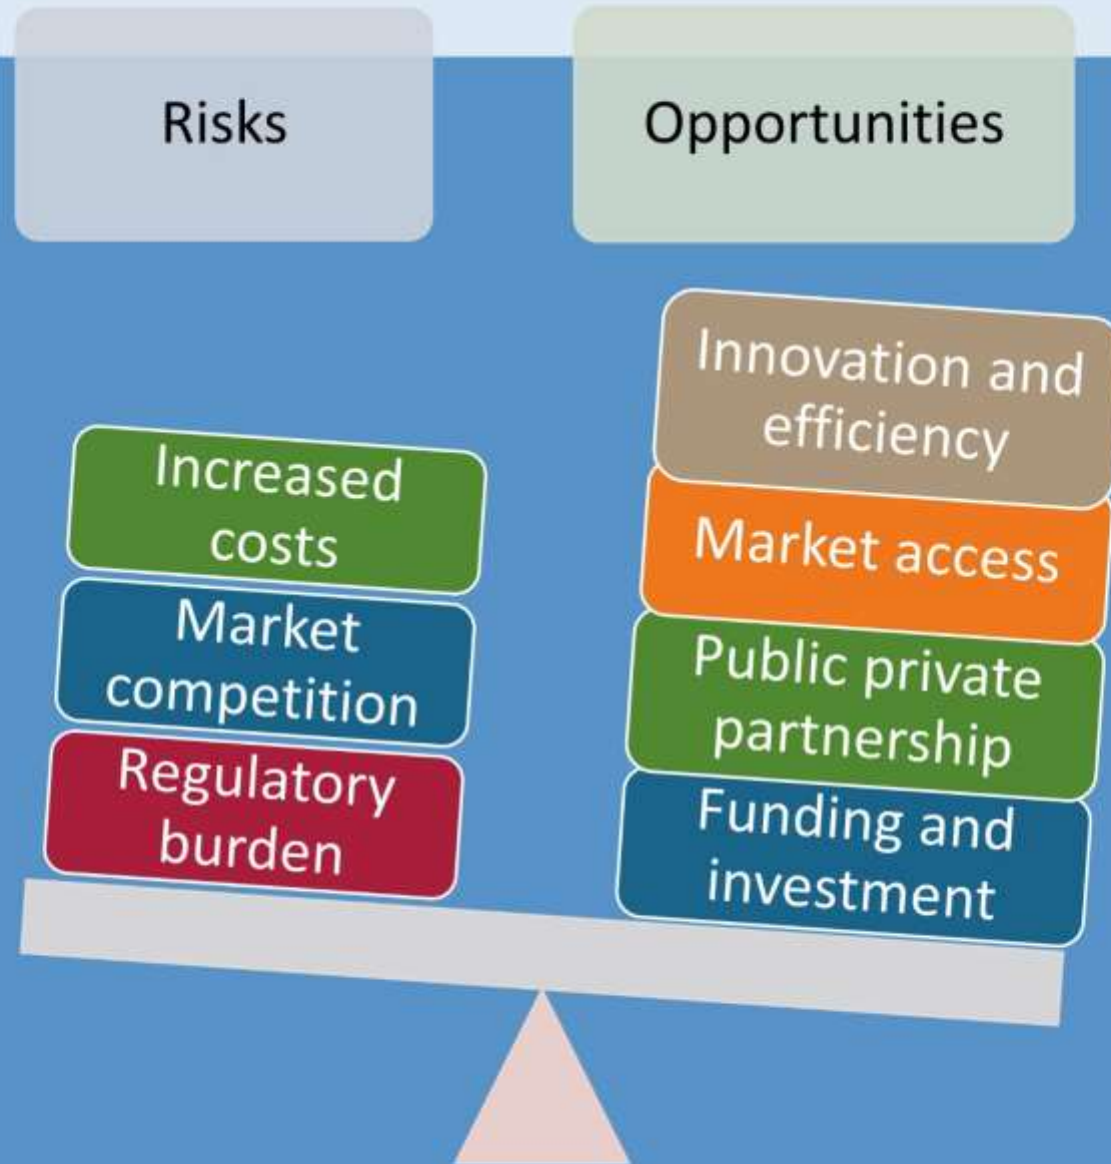 Risks
Opportunities
Increased
costs
Market
competition
Regulatory
burden
Innovation and
efficiency
Market access
Public private
partnership
Funding and
investment